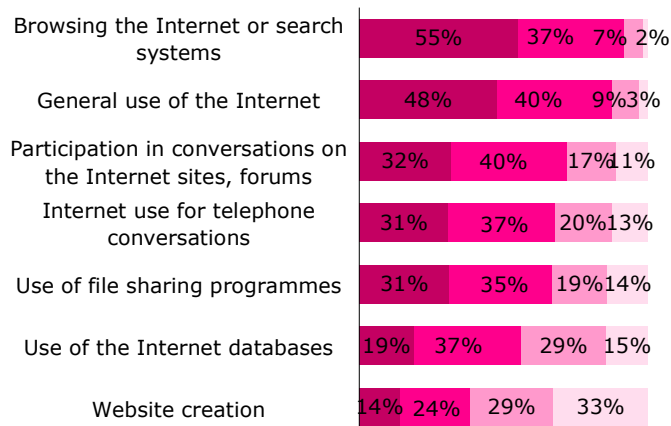 Browsing the Internet or search
systems
55% 37% 7% 2%
General use of the Internet
48% 40% 9% 3%
Participation in conversations on
the Internet sites, forums
32% 40% 17% 11%
Internet use for telephone
conversations
31% 37% 20% 13%
Use of file sharing programmes
31% 35% 19% 14%
Use of the Internet databases
19% 37% 29% 15%
Website creation
14% 24% 29% 33%